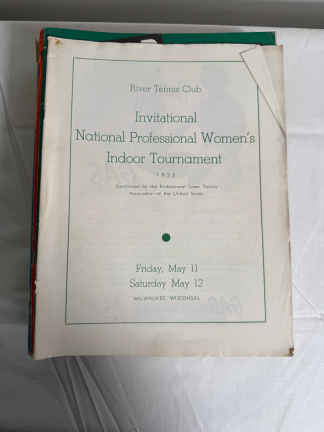 River Tennis Club
Invitational
National Professional Women's
Indoor Tournament
Sanctioned by the Professional Lawn Tennis
Association of the United States
Friday, May 11
Saturday May 12
MILWAUKEE, WISCONSIN